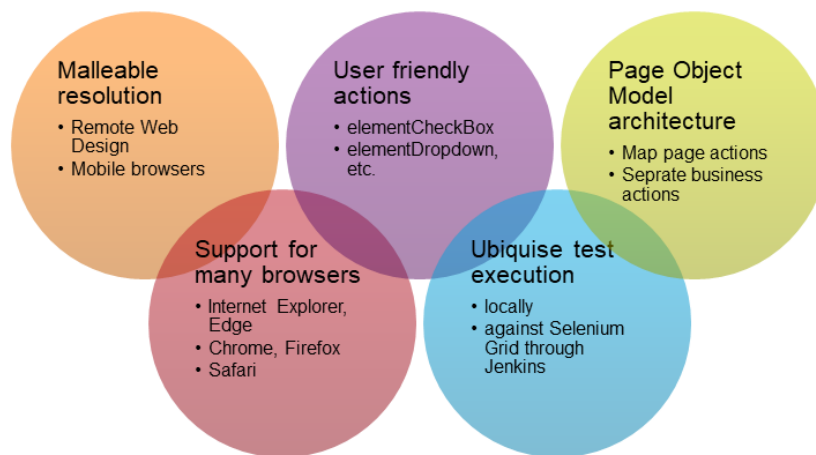 Malleable
resolution
• Remote Web
Design
• Mobile browsers
User friendly
actions
• elementCheckBox
• elementDropdown,
etc.
Page Object
Model
architecture
• Map page actions
• Seprate business
actions
Support for
many browsers
• Internet Explorer,
Edge
• Chrome, Firefox
• Safari
Ubiquise test
execution
• locally
• against Selenium
Grid through
Jenkins